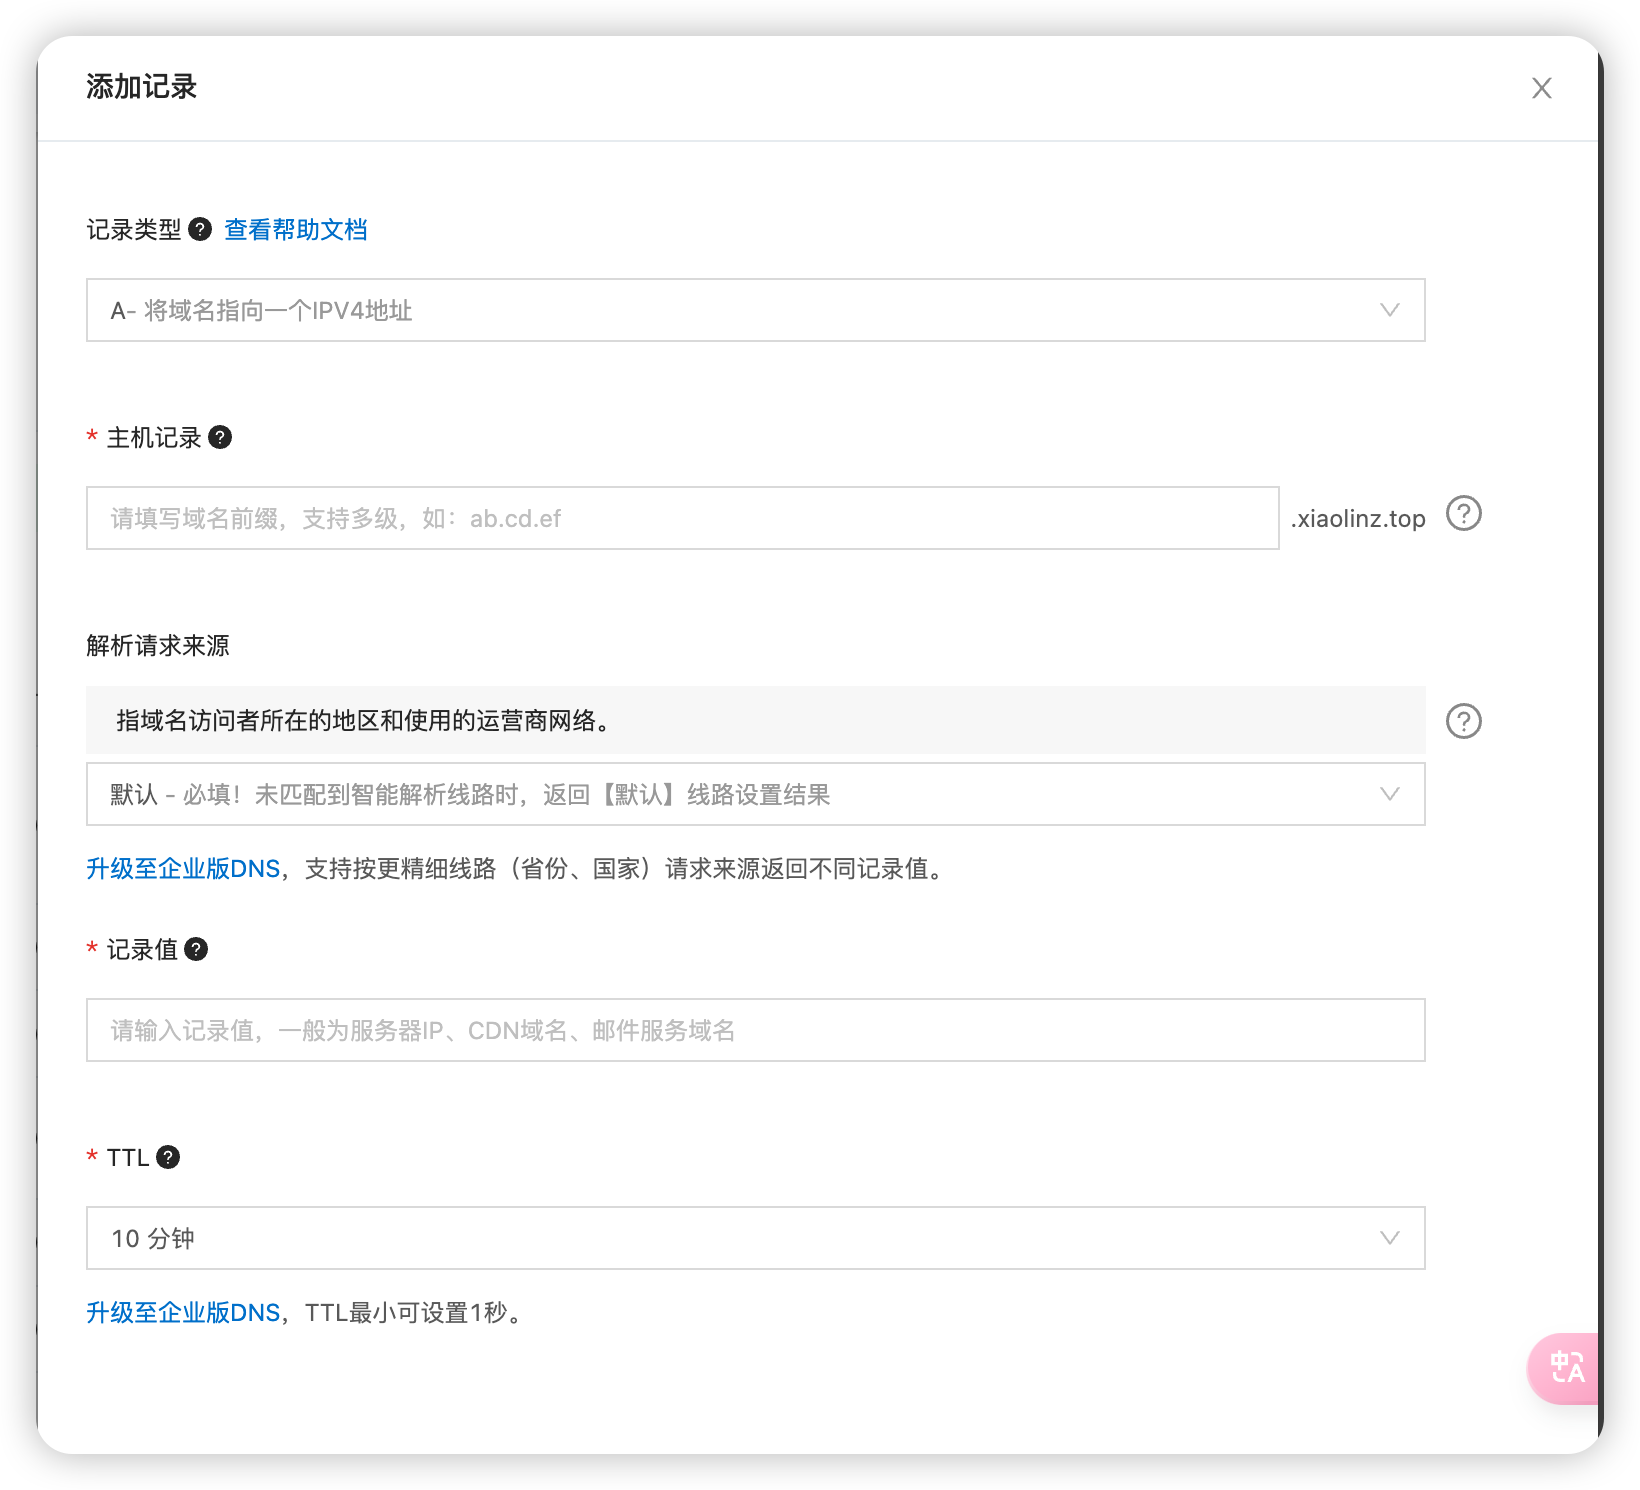 添加记录
记录类型 ? 查看帮助文档
A- 将域名指向一个IPV4地址
* 主机记录 ?
请填写域名前缀，支持多级，如：ab.cd.ef .xiaolinz.top ?
解析请求来源
指域名访问者所在的地区和使用的运营商网络。 ?
默认 - 必填！未匹配到智能解析线路时，返回【默认】线路设置结果
升级至企业版DNS，支持按更精细线路（省份、国家）请求来源返回不同记录值。
* 记录值 ?
请输入记录值，一般为服务器IP、CDN域名、邮件服务域名
* TTL ?
10 分钟
升级至企业版DNS，TTL最小可设置1秒。
中A